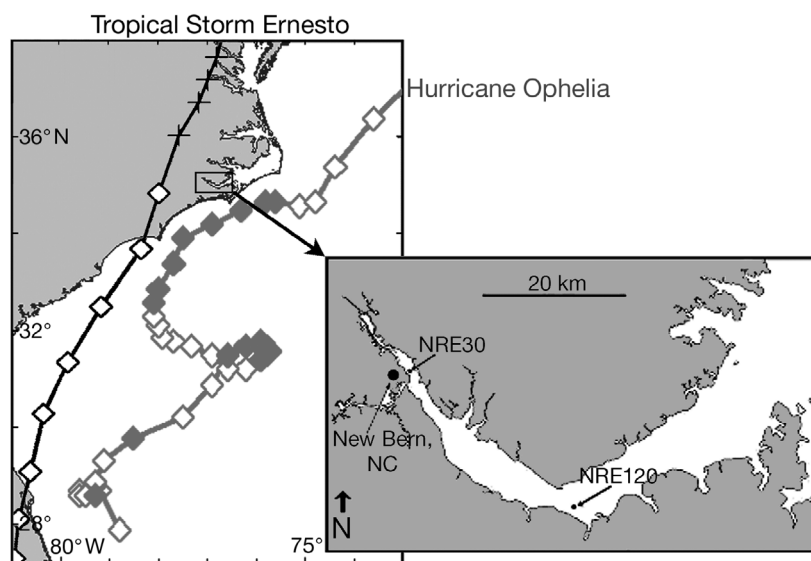 Tropical Storm Ernesto
Hurricane Ophelia
36°N
20 km
32°
NRE30
New Bern,
NC
NRE120
N
28°
80°W
75°